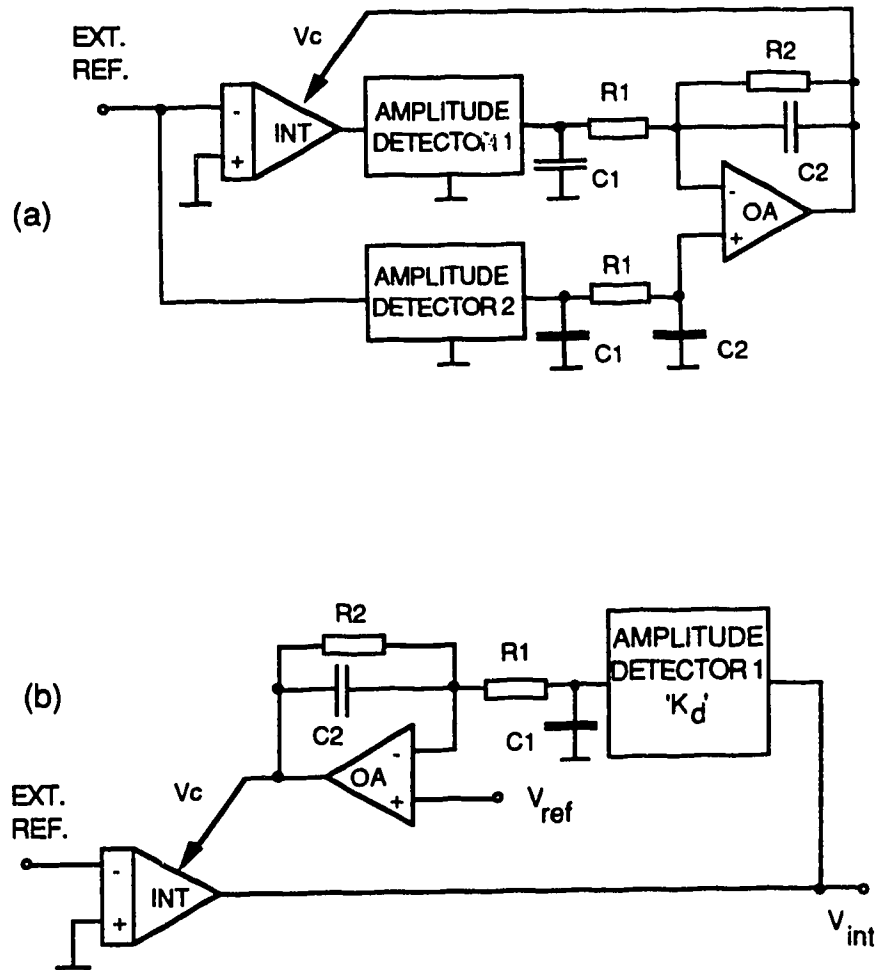 EXT.
REF.
Vc
INT
-
+
AMPLITUDE
DETECTOR 1
C1
R1
R2
C2
OA
-
+
(a)
AMPLITUDE
DETECTOR 2
C1
R1
C2
(b)
R2
C2
R1
C1
AMPLITUDE
DETECTOR 1
'Kd'
OA
-
+
Vref
Vc
EXT.
REF.
-
+
INT
Vint